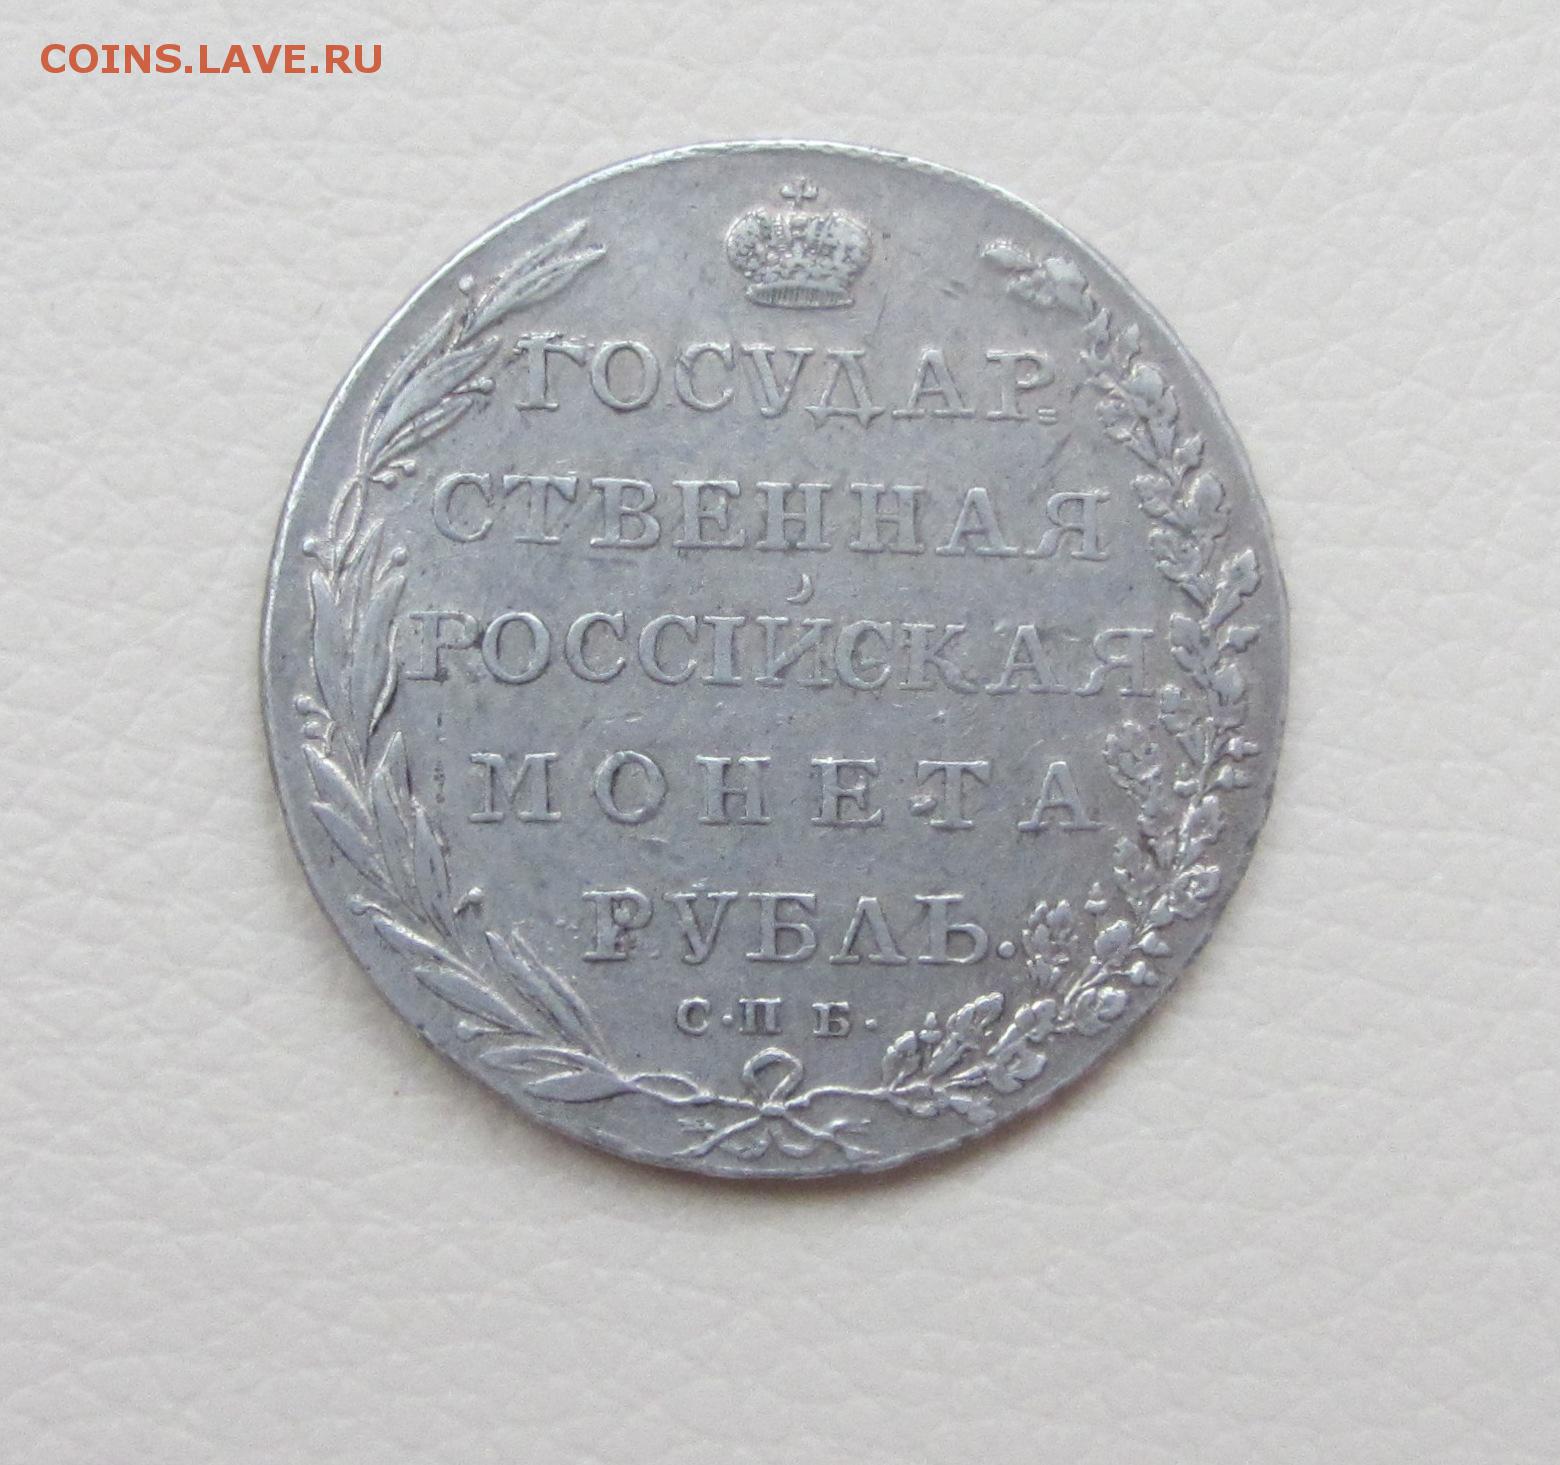 COINS.LAVE.RU
ГОСУДАР=
СТВЕННАЯ
РОССІЙСКАЯ
МОНЕТА
РУБЛЬ.
С·П Б·